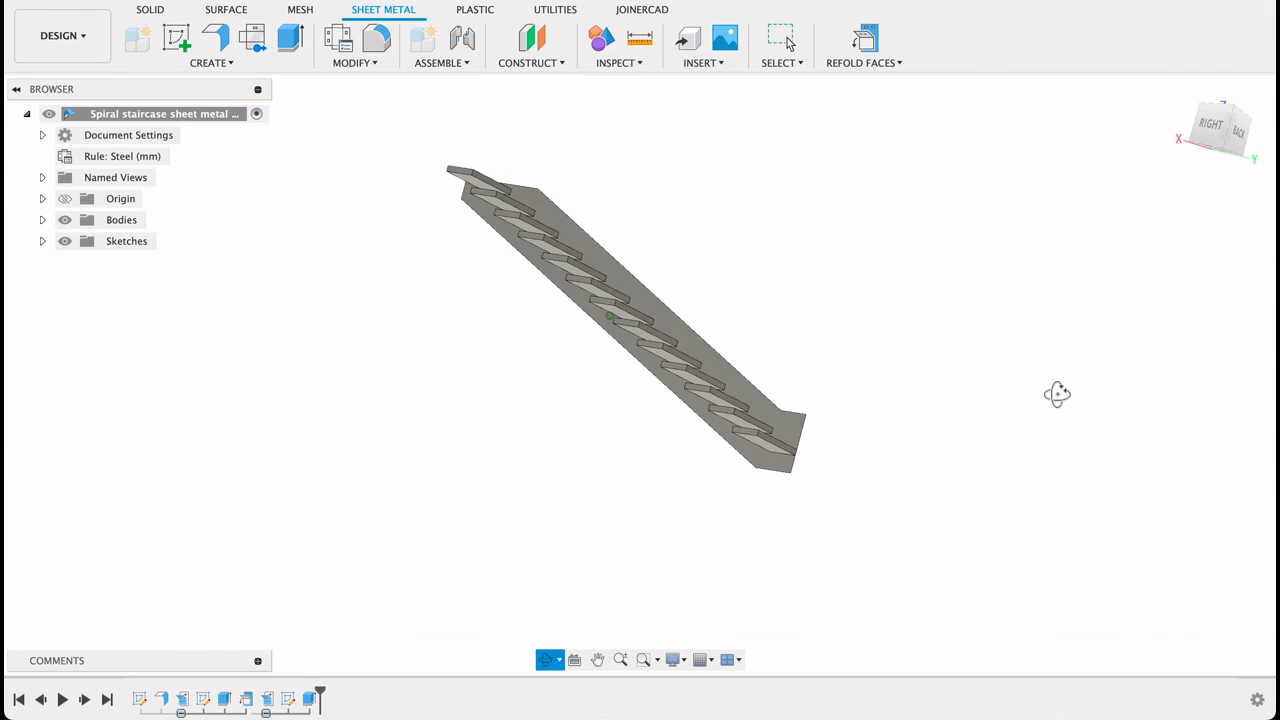 SOLID SURFACE MESH SHEET METAL PLASTIC UTILITIES JOINERCAD
DESIGN
CREATE MODIFY ASSEMBLE CONSTRUCT INSPECT INSERT SELECT REFOLD FACES
BROWSER
Spiral staircase sheet metal ...
Document Settings
Rule: Steel (mm)
Named Views
Origin
Bodies
Sketches
Z
RIGHT BACK
X
Y
COMMENTS